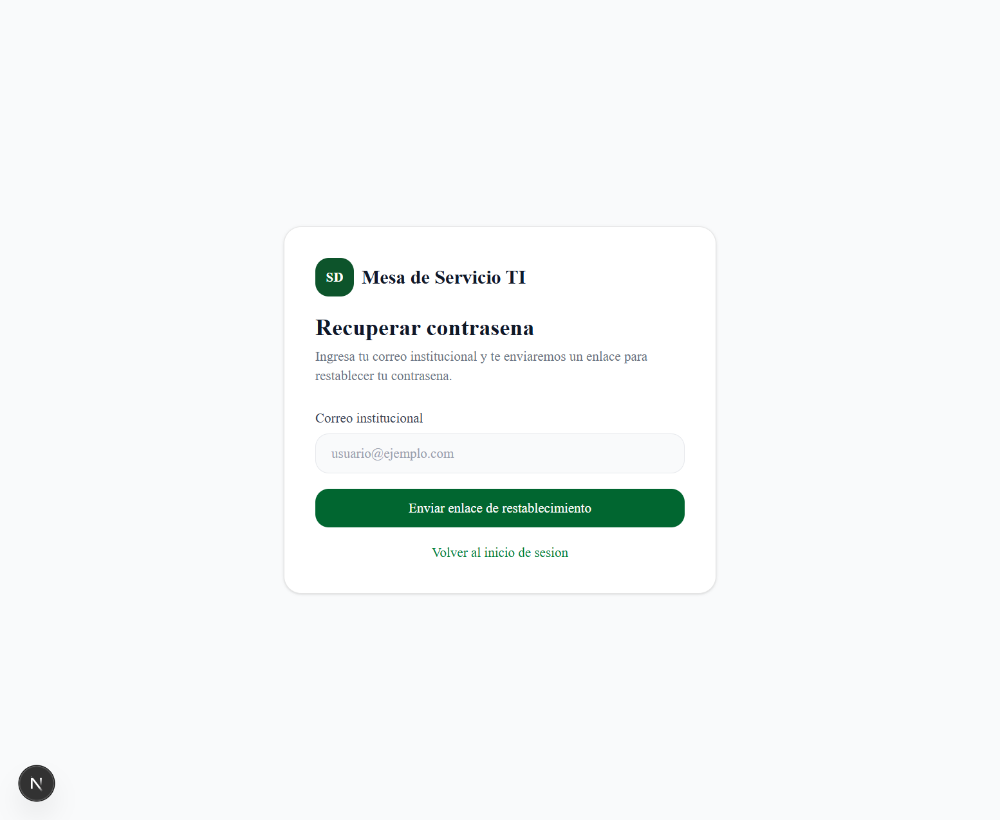 SD
Mesa de Servicio TI
Recuperar contrasena
Ingresa tu correo institucional y te enviaremos un enlace para
restablecer tu contrasena.
Correo institucional
usuario@ejemplo.com
Enviar enlace de restablecimiento
Volver al inicio de sesion
N